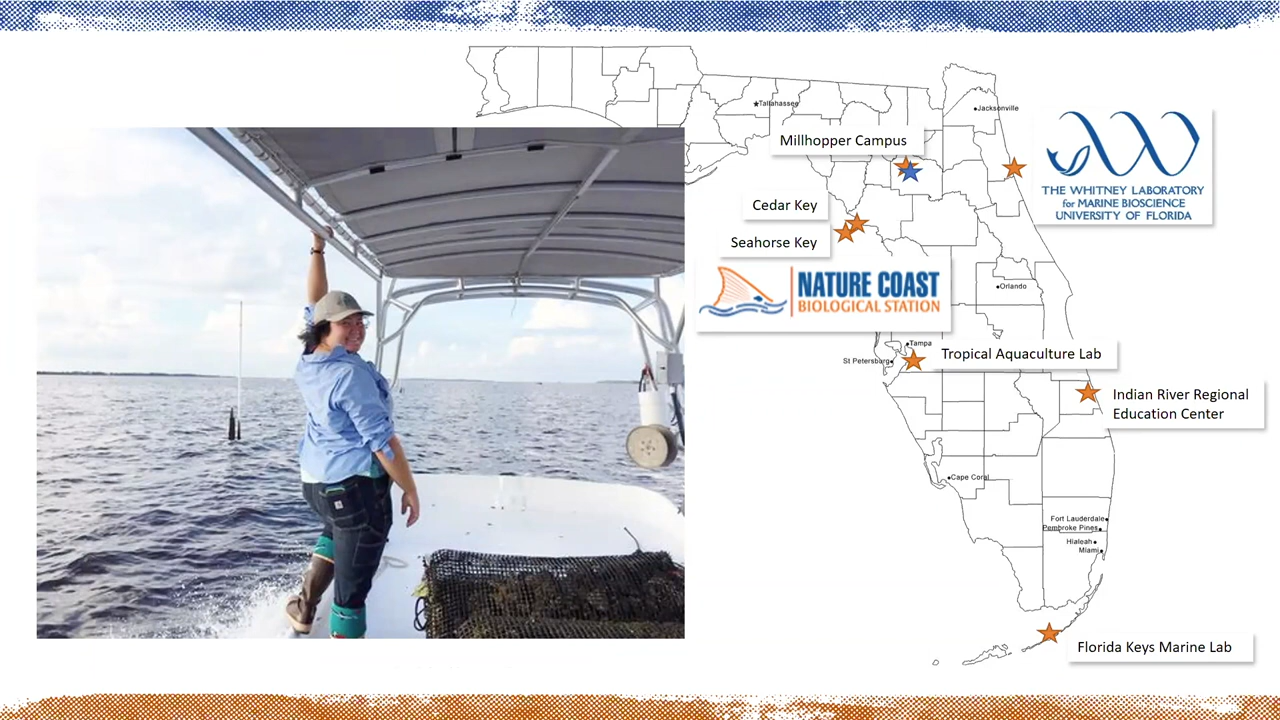 Tallahassee
Jacksonville
Millhopper Campus
THE WHITNEY LABORATORY
for MARINE BIOSCIENCE
UNIVERSITY OF FLORIDA
Cedar Key
Seahorse Key
NATURE COAST
BIOLOGICAL STATION
Orlando
Tampa
St Petersburg
Tropical Aquaculture Lab
Indian River Regional
Education Center
Cape Coral
Fort Lauderdale
Pembroke Pines
Hialeah
Miami
Florida Keys Marine Lab